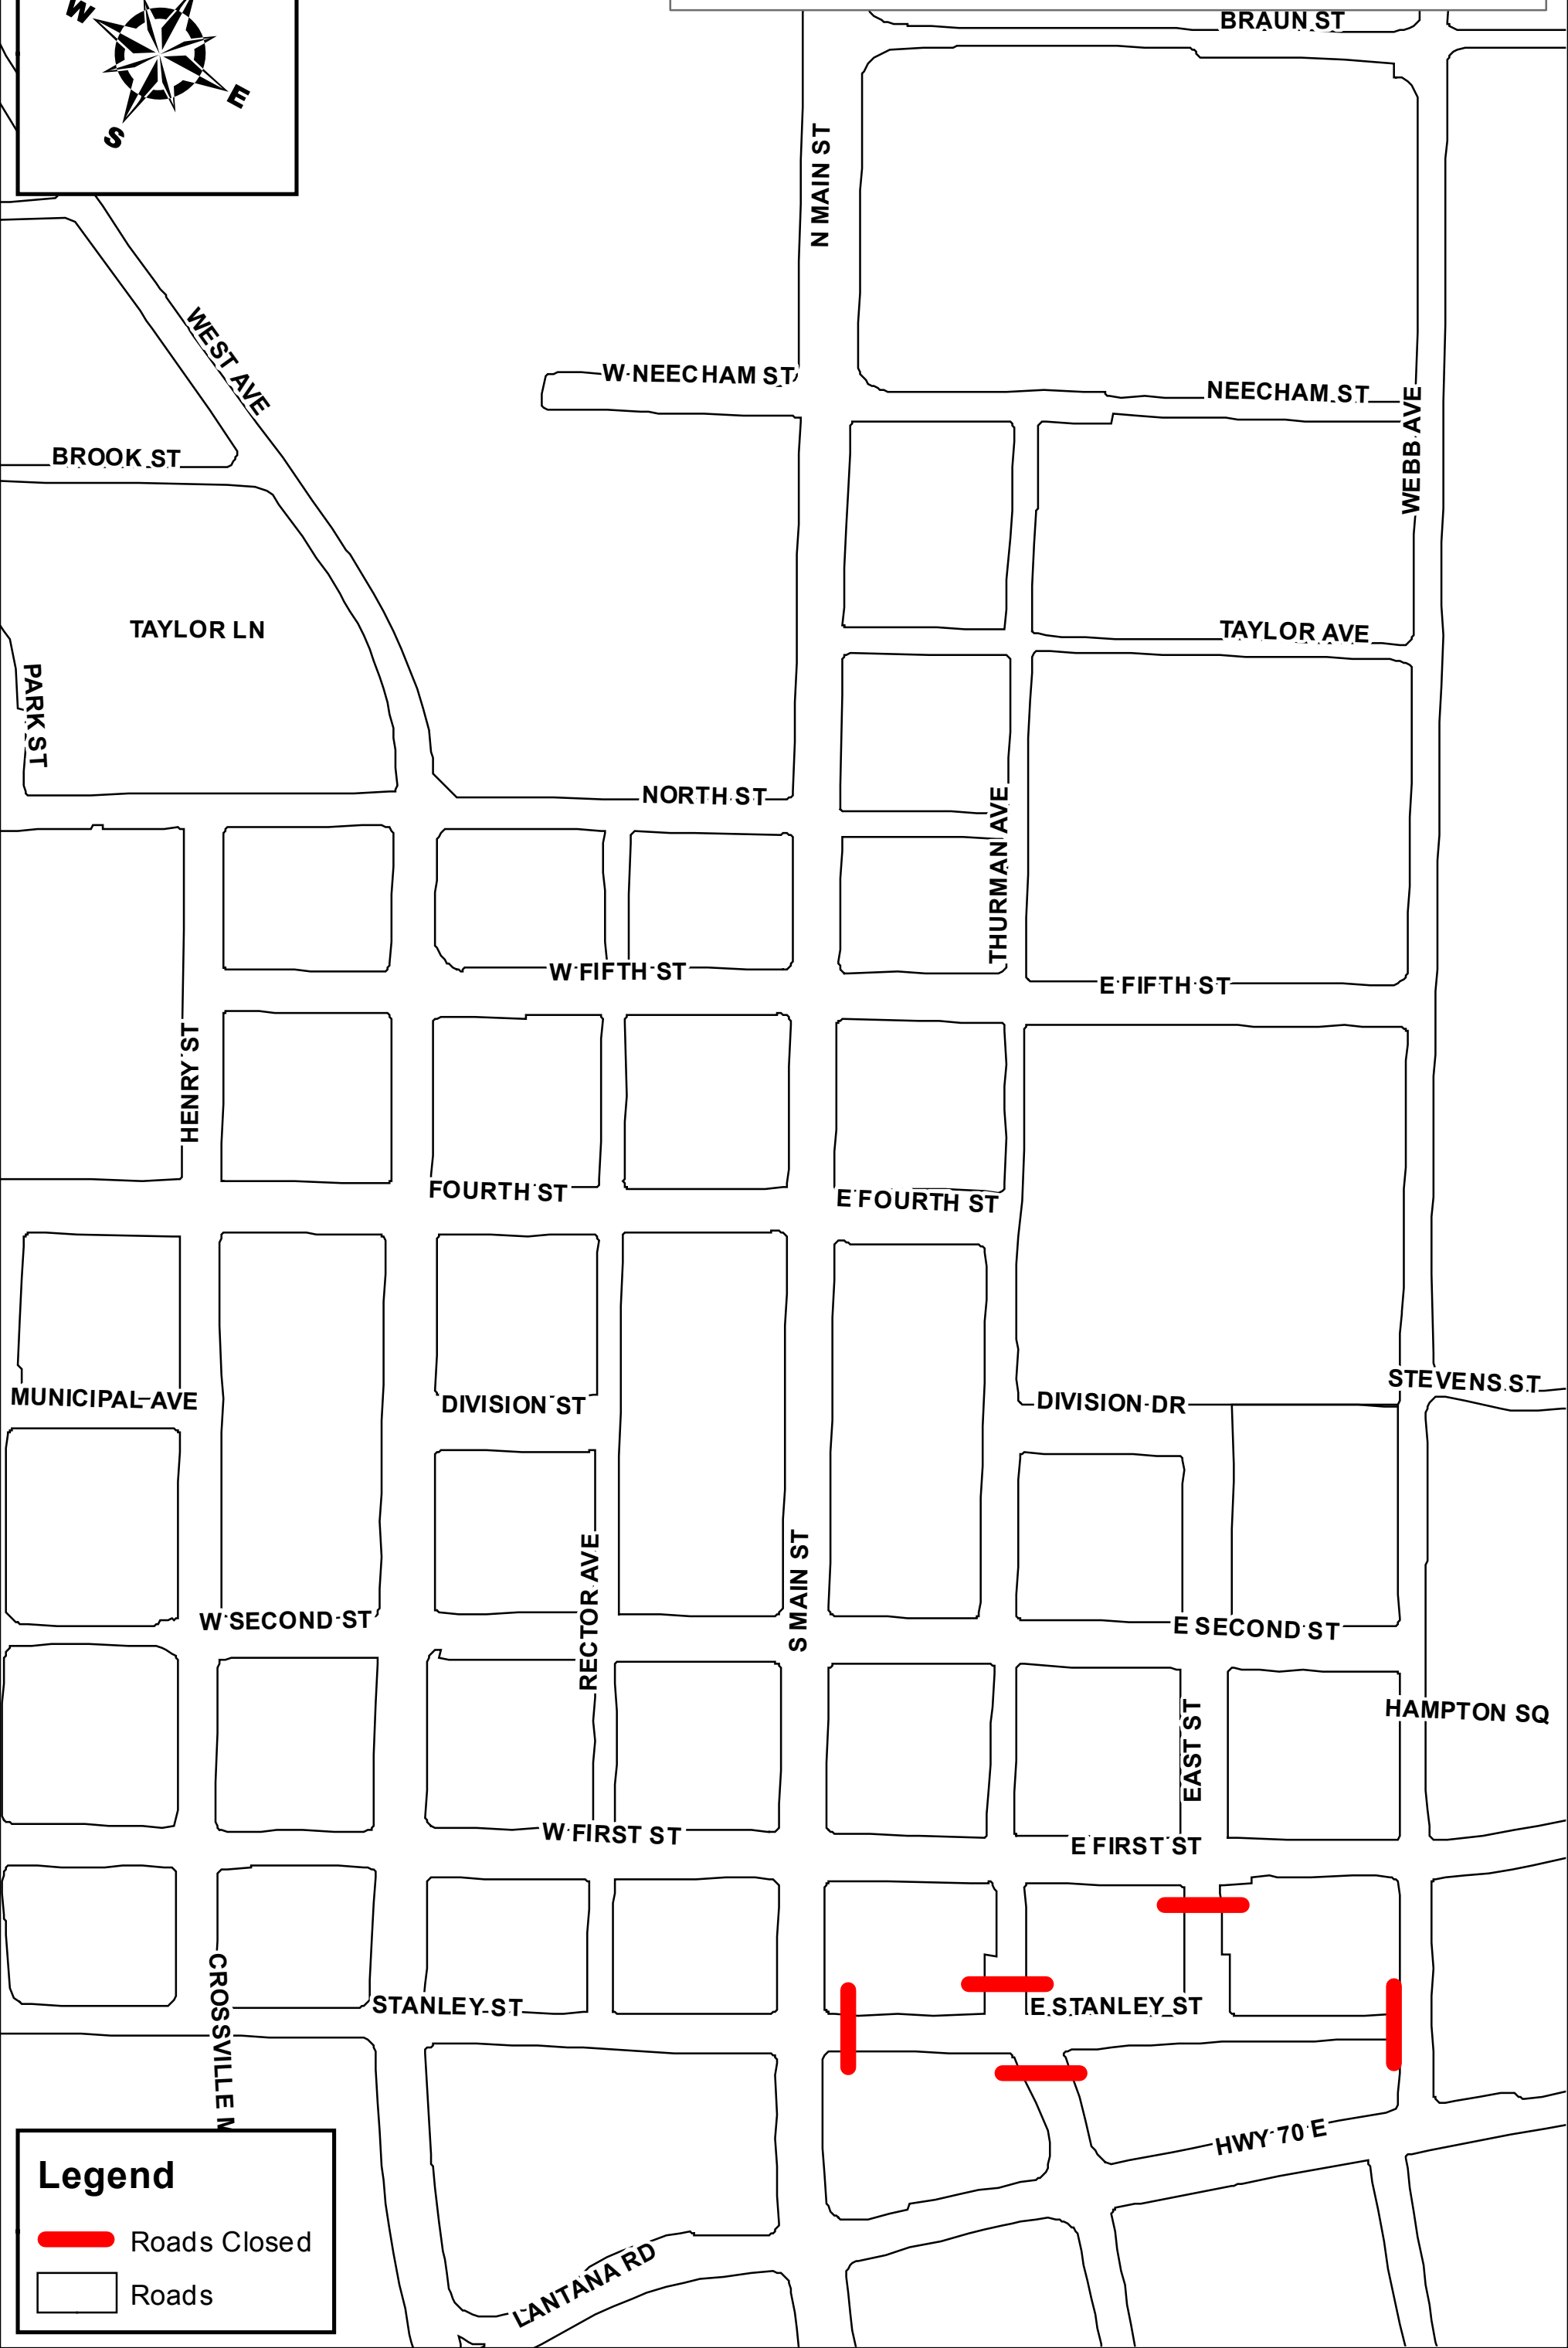 BRAUN ST
W
E
S
N MAIN ST
WEST AVE
W NEECHAM ST
NEECHAM ST
WEBB AVE
BROOK ST
TAYLOR LN
TAYLOR AVE
PARK ST
NORTH ST
THURMAN AVE
W FIFTH ST
E FIFTH ST
HENRY ST
FOURTH ST
E FOURTH ST
STEVENS ST
MUNICIPAL AVE
DIVISION ST
DIVISION DR
RECTOR AVE
S MAIN ST
W SECOND ST
E SECOND ST
EAST ST
HAMPTON SQ
W FIRST ST
E FIRST ST
CROSSVILLE M
STANLEY ST
E STANLEY ST
HWY 70 E
LANTANA RD
Legend
Roads Closed
Roads